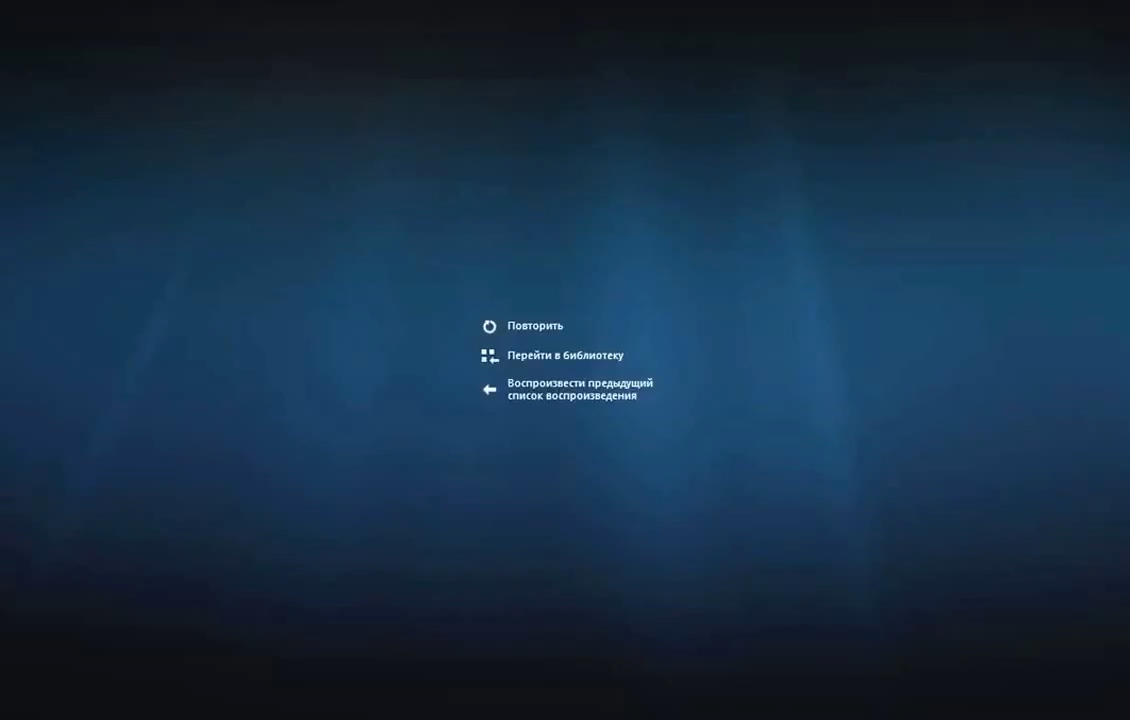 Повторить
Перейти в библиотеку
Воспроизвести предыдущий
список воспроизведения